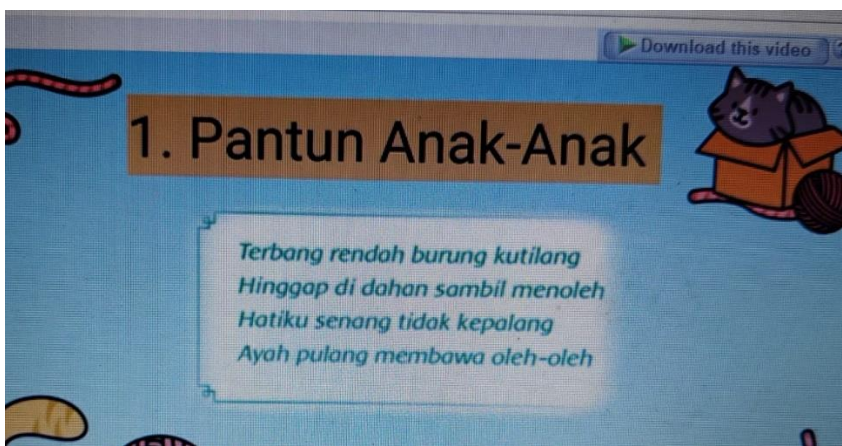 Download this video
1. Pantun Anak-Anak
Terbang rendah burung kutilang
Hinggap di dahan sambil menoleh
Hatiku senang tidak kepalang
Ayah pulang membawa oleh-oleh